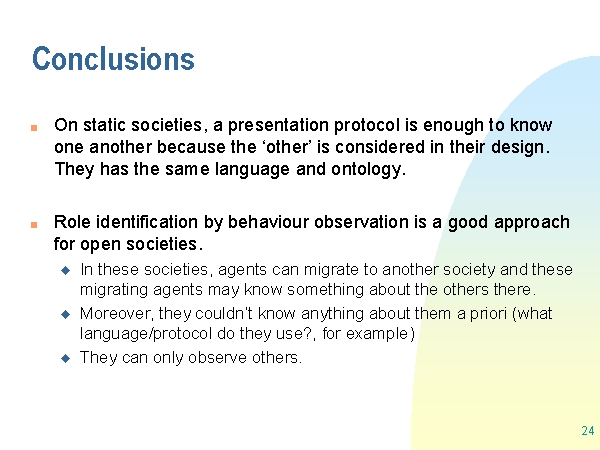 Conclusions
On static societies, a presentation protocol is enough to know
one another because the ‘other’ is considered in their design.
They has the same language and ontology.
Role identification by behaviour observation is a good approach
for open societies.
In these societies, agents can migrate to another society and these
migrating agents may know something about the others there.
Moreover, they couldn’t know anything about them a priori (what
language/protocol do they use?, for example)
They can only observe others.
24